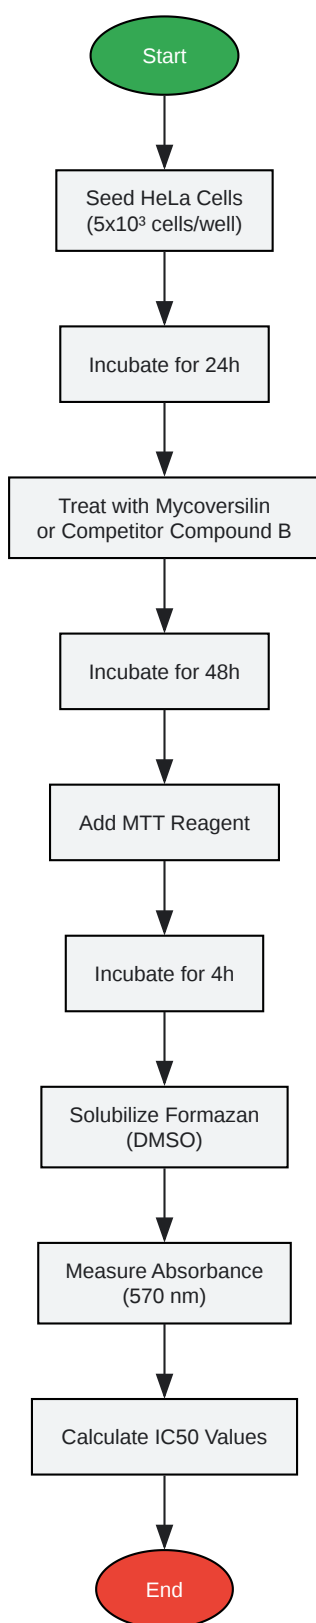 Start
Seed HeLa Cells
(5x10³ cells/well)
Incubate for 24h
Treat with Mycoversilin
or Competitor Compound B
Incubate for 48h
Add MTT Reagent
Incubate for 4h
Solubilize Formazan
(DMSO)
Measure Absorbance
(570 nm)
Calculate IC50 Values
End